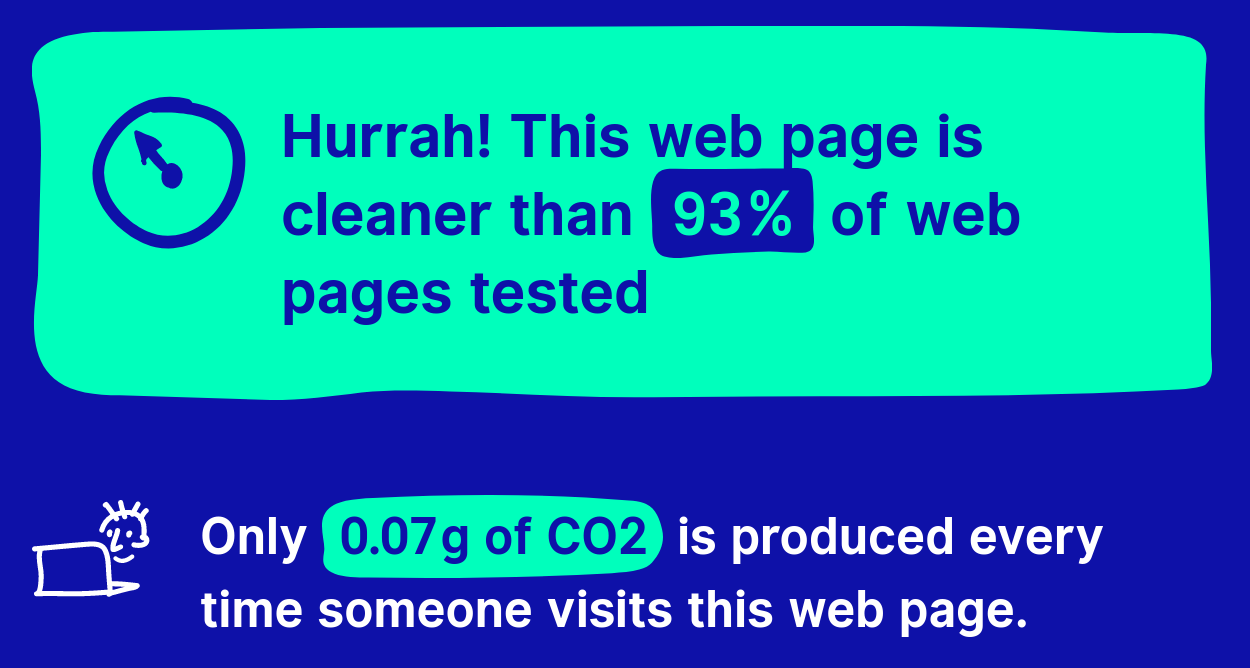 Hurrah! This web page is
cleaner than 93% of web
pages tested
Only 0.07g of CO2 is produced every
time someone visits this web page.